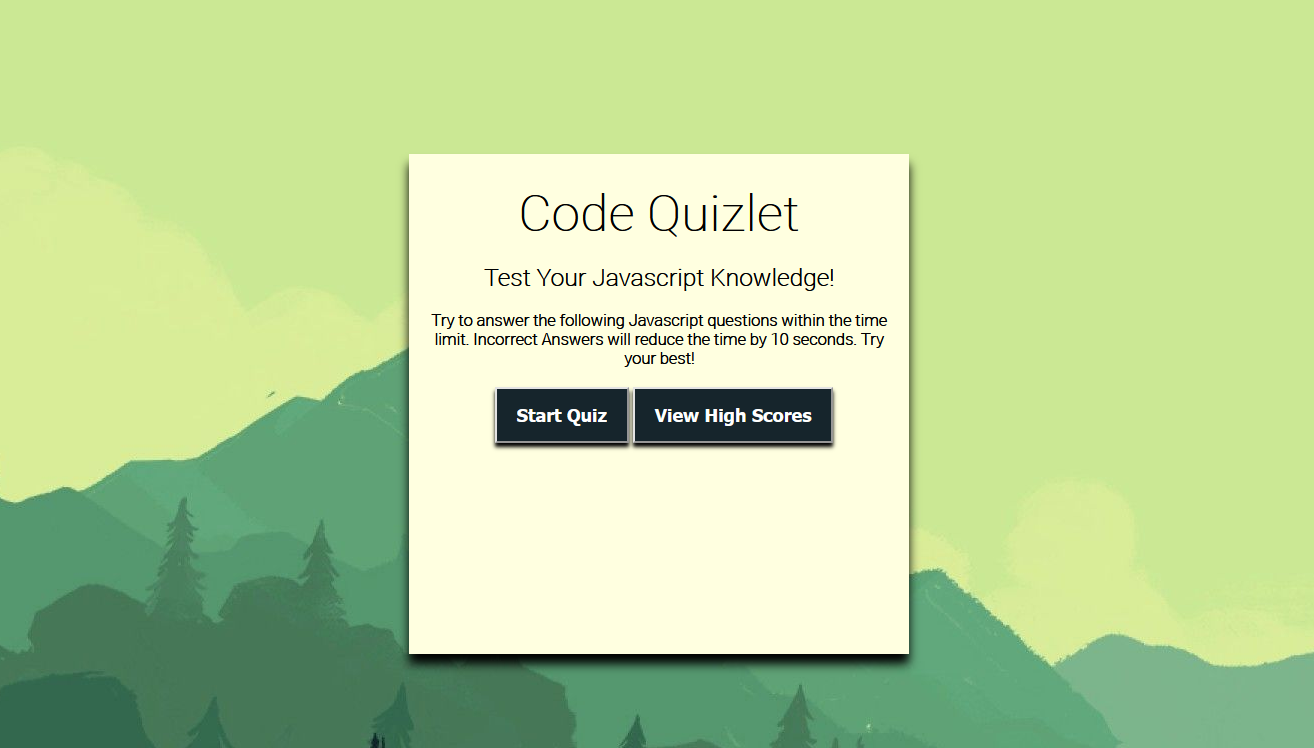 Code Quizlet
Test Your Javascript Knowledge!
Try to answer the following Javascript questions within the time
limit. Incorrect Answers will reduce the time by 10 seconds. Try
your best!
Start Quiz View High Scores